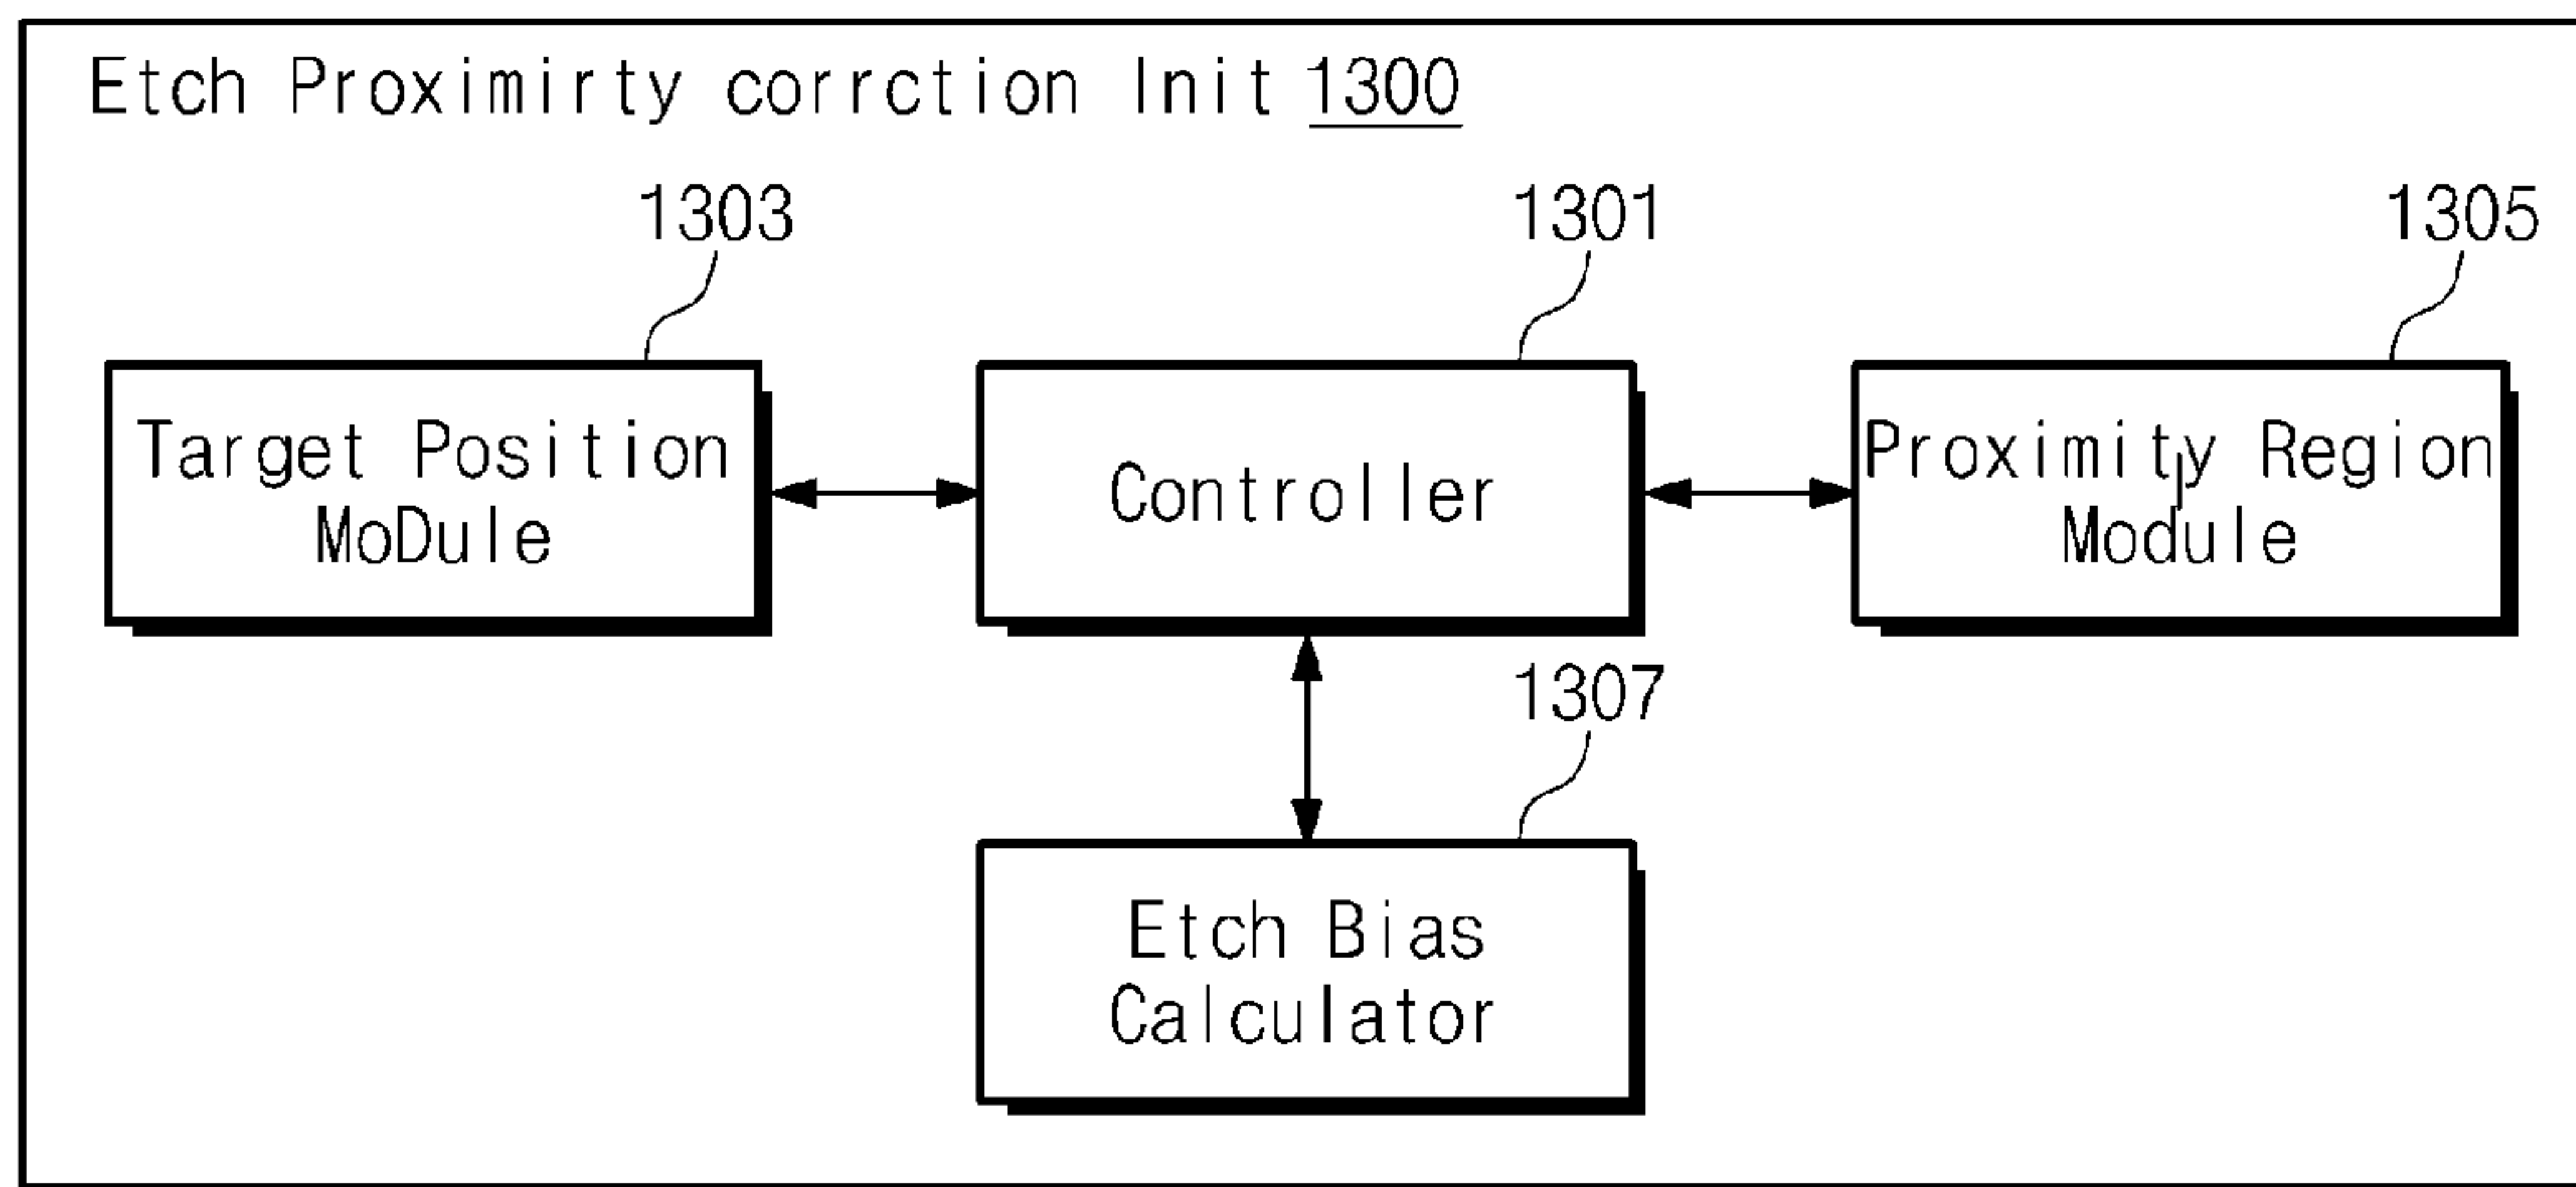 Etch Proximirty corrction Init 1300
1303
1301
1305
Target Position
MoDule
Controller
Proximity Region
Module
1307
Etch Bias
Calculator